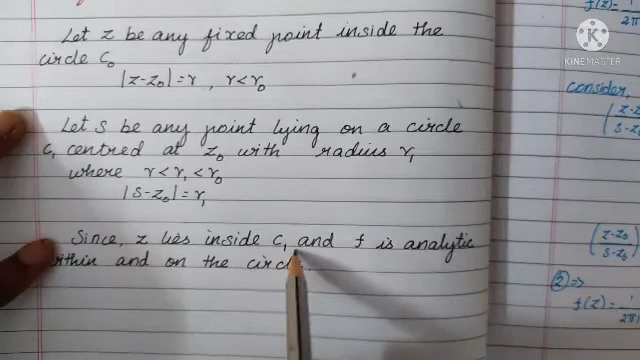 Let z be any fixed point inside the
circle C₀
|z-z₀| = r , r < r₀
Let s be any point lying on a circle
C₁ centred at z₀ with radius r₁
where r < r₁ < r₀
|s-z₀| = r₁
Since, z lies inside C₁ and f is analytic
within and on the
KINEMASTER
consider,
② ⇒